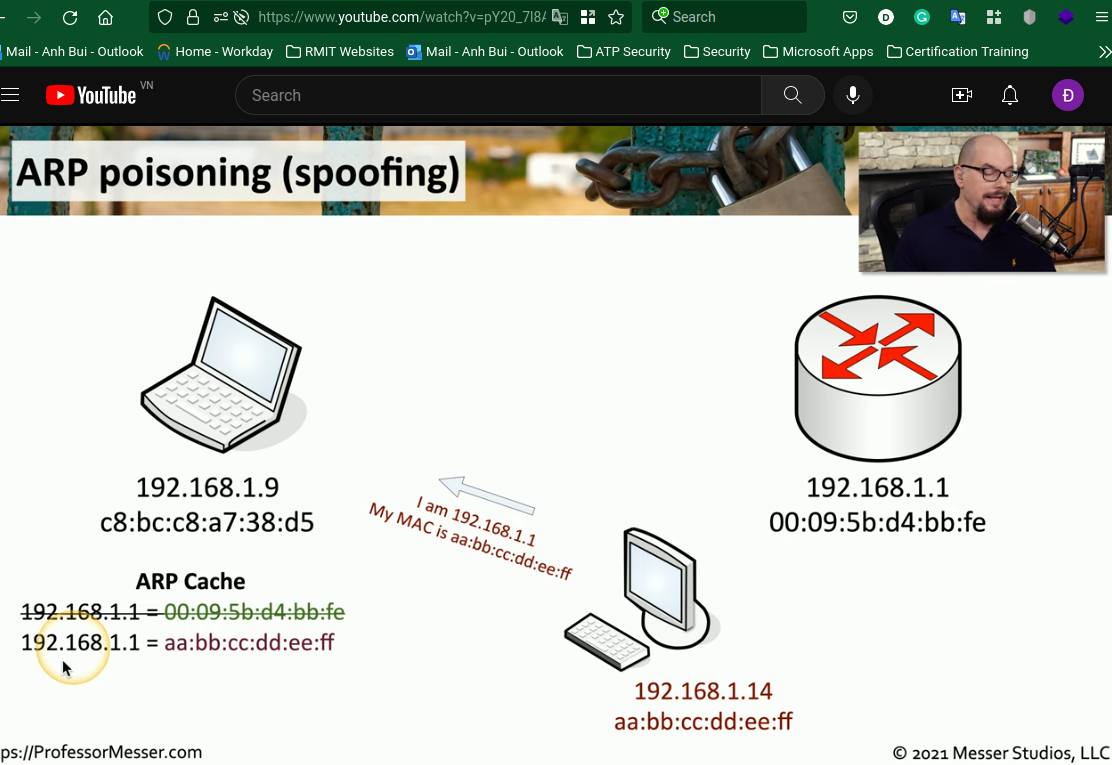 https://www.youtube.com/watch?v=pY20_7l8A
Search
Mail - Anh Bui - Outlook
Home - Workday
RMIT Websites
Mail - Anh Bui - Outlook
ATP Security
Security
Microsoft Apps
Certification Training
YouTube VN
Search
Đ
ARP poisoning (spoofing)
192.168.1.9
c8:bc:c8:a7:38:d5
192.168.1.1
00:09:5b:d4:bb:fe
I am 192.168.1.1
My MAC is aa:bb:cc:dd:ee:ff
ARP Cache
192.168.1.1 = 00:09:5b:d4:bb:fe
192.168.1.1 = aa:bb:cc:dd:ee:ff
192.168.1.14
aa:bb:cc:dd:ee:ff
ps://ProfessorMesser.com
© 2021 Messer Studios, LLC